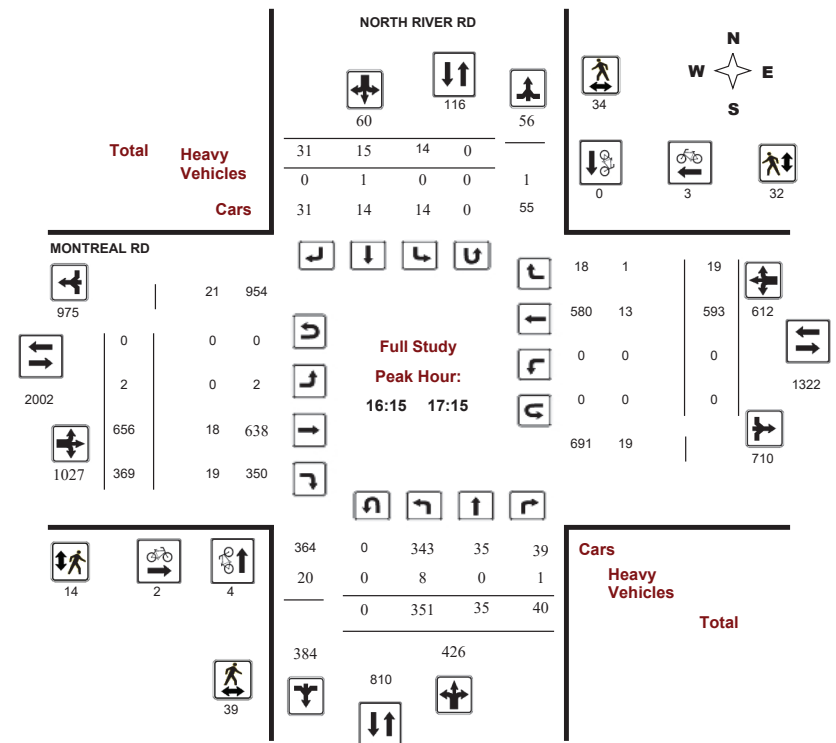 NORTH RIVER RD
N
W E
S
116
34
60 56
Total Heavy Vehicles
31 15 14 0
0 1 0 0 1
Cars 31 14 14 0 55
0 3 32
MONTREAL RD
975 21 954
0 0 0
2002
2 0 2
656 18 638
1027 369 19 350
Full Study
Peak Hour:
16:15 17:15
18 1 19
580 13 593 612
0 0 0
1322
0 0 0
691 19 710
364 0 343 35 39 Cars
20 0 8 0 1 Heavy Vehicles
0 351 35 40 Total
14 2 4
384 426
810
39